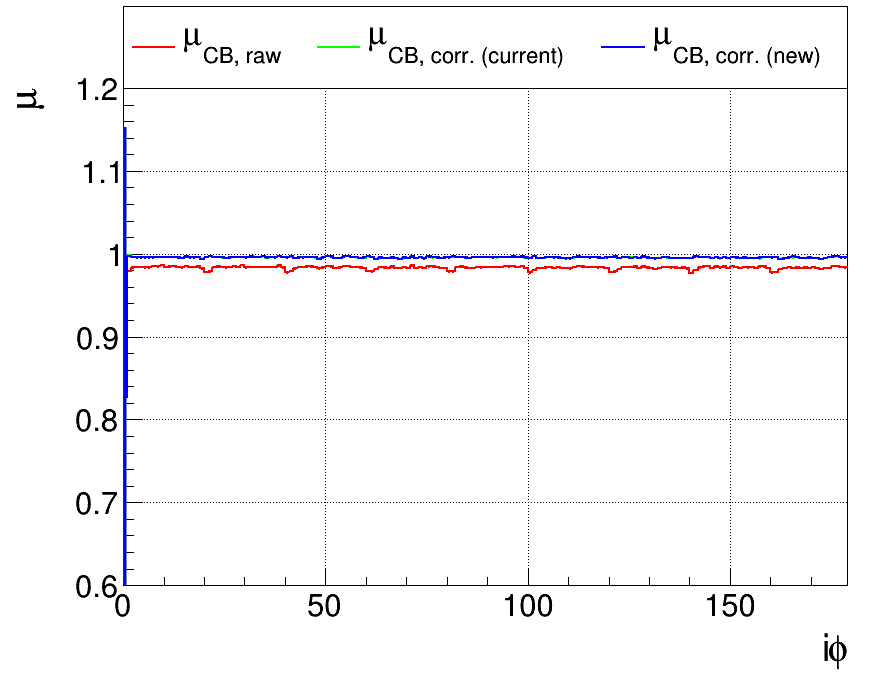 μCB, raw μCB, corr. (current) μCB, corr. (new)
μ
1.2
1.1
1
0.9
0.8
0.7
0.6
0 50 100 150
iϕ